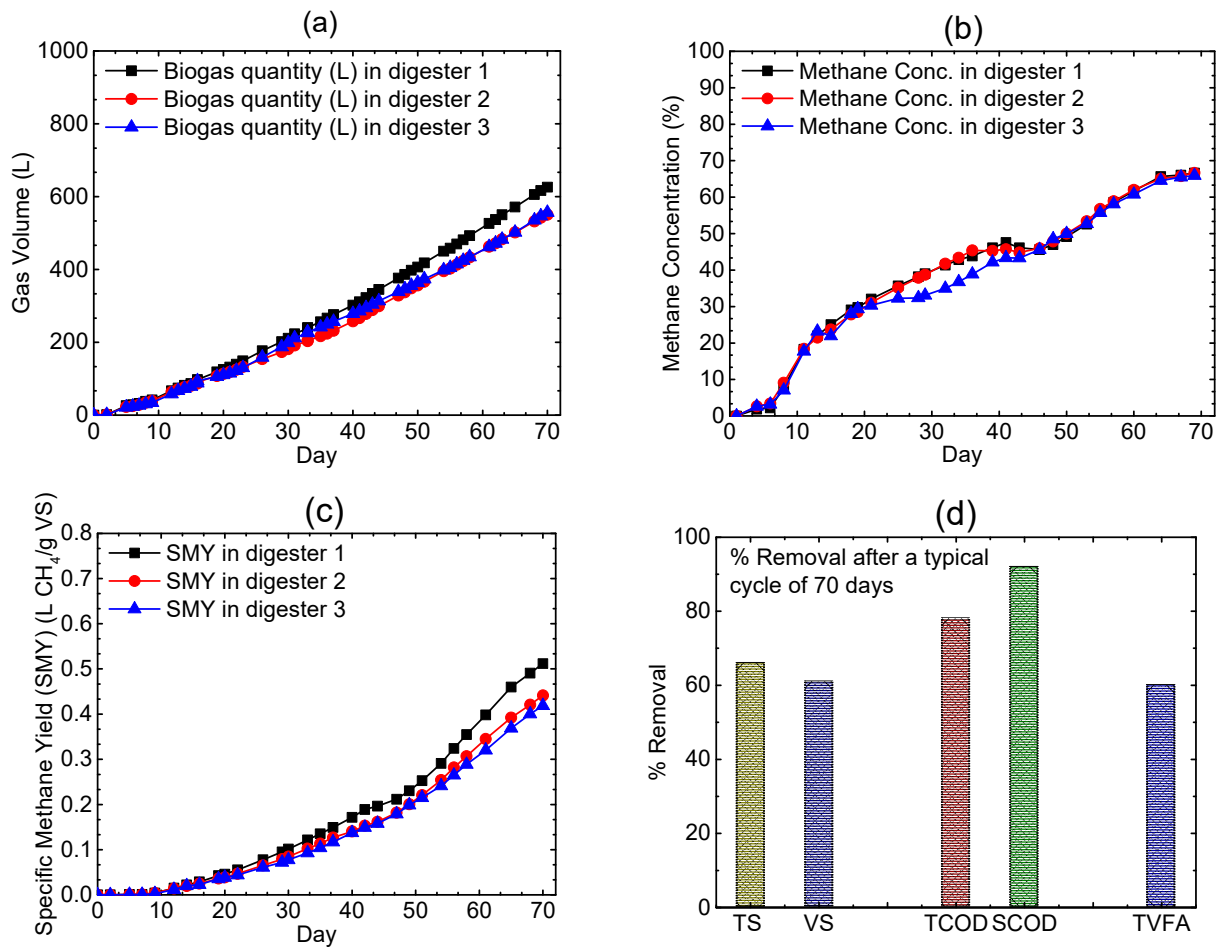 (a)
1000
800
600
400
200
0
Gas Volume (L)
Biogas quantity (L) in digester 1
Biogas quantity (L) in digester 2
Biogas quantity (L) in digester 3
0 10 20 30 40 50 60 70
Day
(b)
100
90
80
70
60
50
40
30
20
10
0
Methane Concentration (%)
Methane Conc. in digester 1
Methane Conc. in digester 2
Methane Conc. in digester 3
0 10 20 30 40 50 60 70
Day
(c)
0.8
0.7
0.6
0.5
0.4
0.3
0.2
0.1
0.0
Specific Methane Yield (SMY) (L CH₄/g VS)
SMY in digester 1
SMY in digester 2
SMY in digester 3
0 10 20 30 40 50 60 70
Day
(d)
100
80
60
40
20
0
% Removal
% Removal after a typical
cycle of 70 days
TS VS TCOD SCOD TVFA